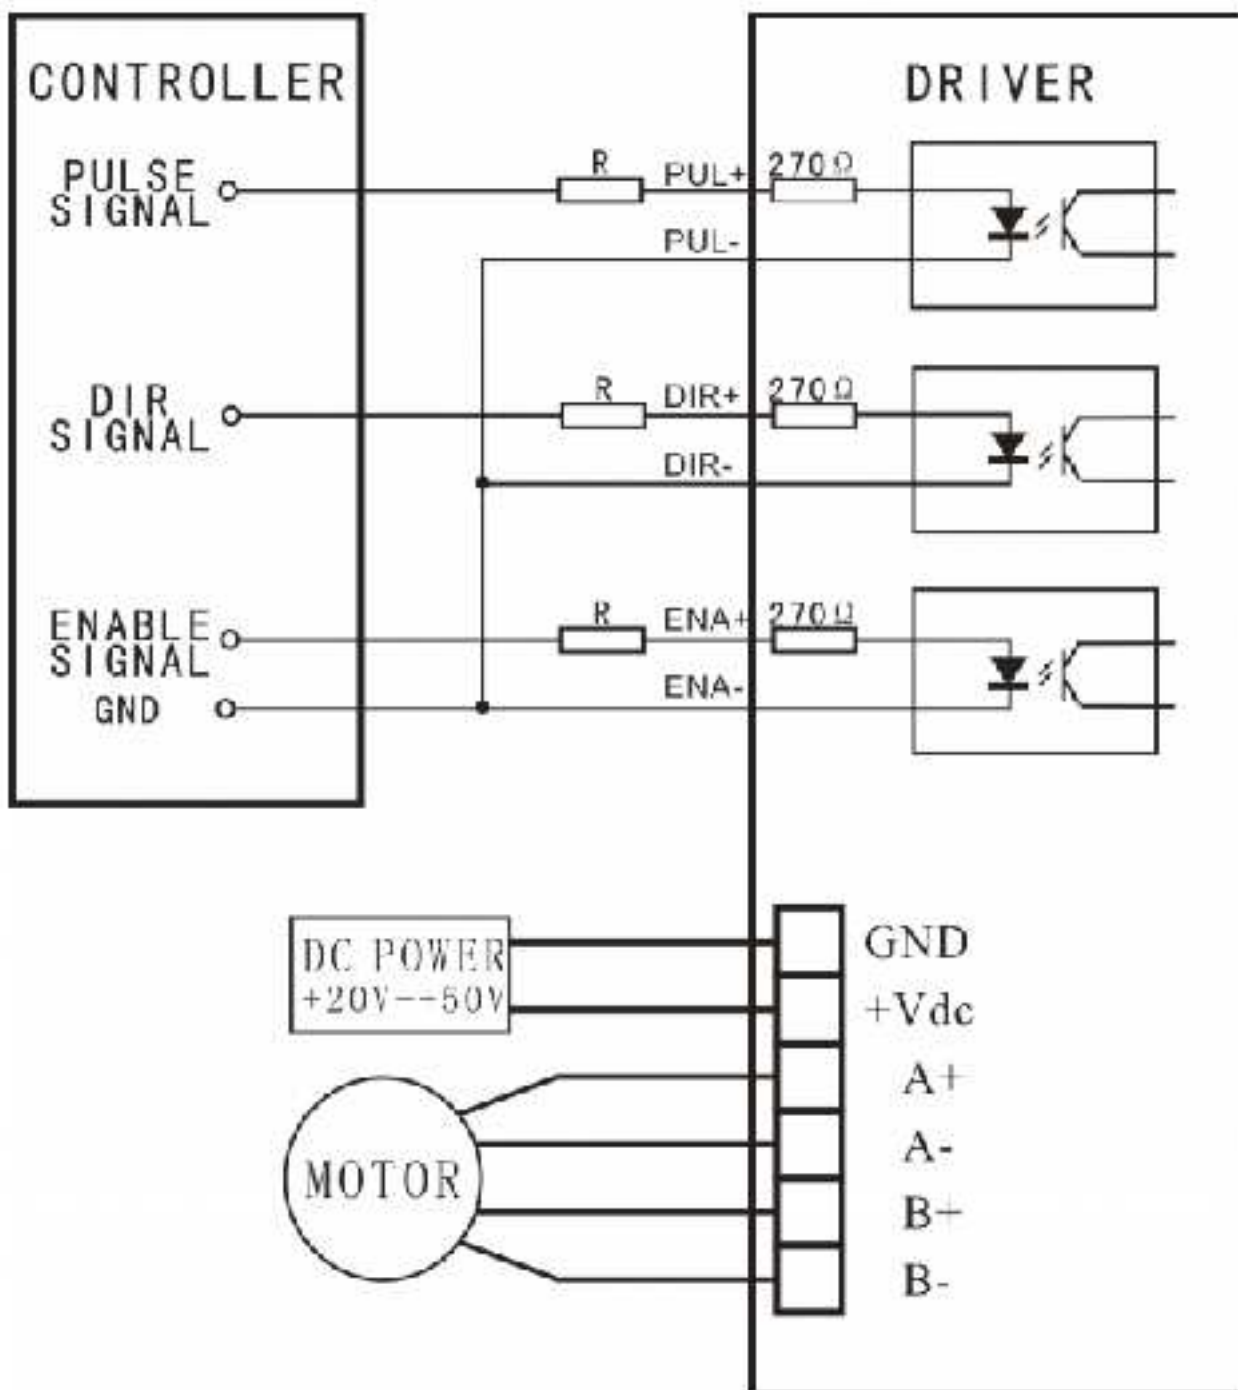 CONTROLLER
DRIVER
PULSE
SIGNAL
R
PUL+
270Ω
PUL-
DIR
SIGNAL
R
DIR+
270Ω
DIR-
ENABLE
SIGNAL
R
ENA+
270Ω
ENA-
GND
DC POWER
+20V--50V
GND
+Vdc
A+
A-
MOTOR
B+
B-